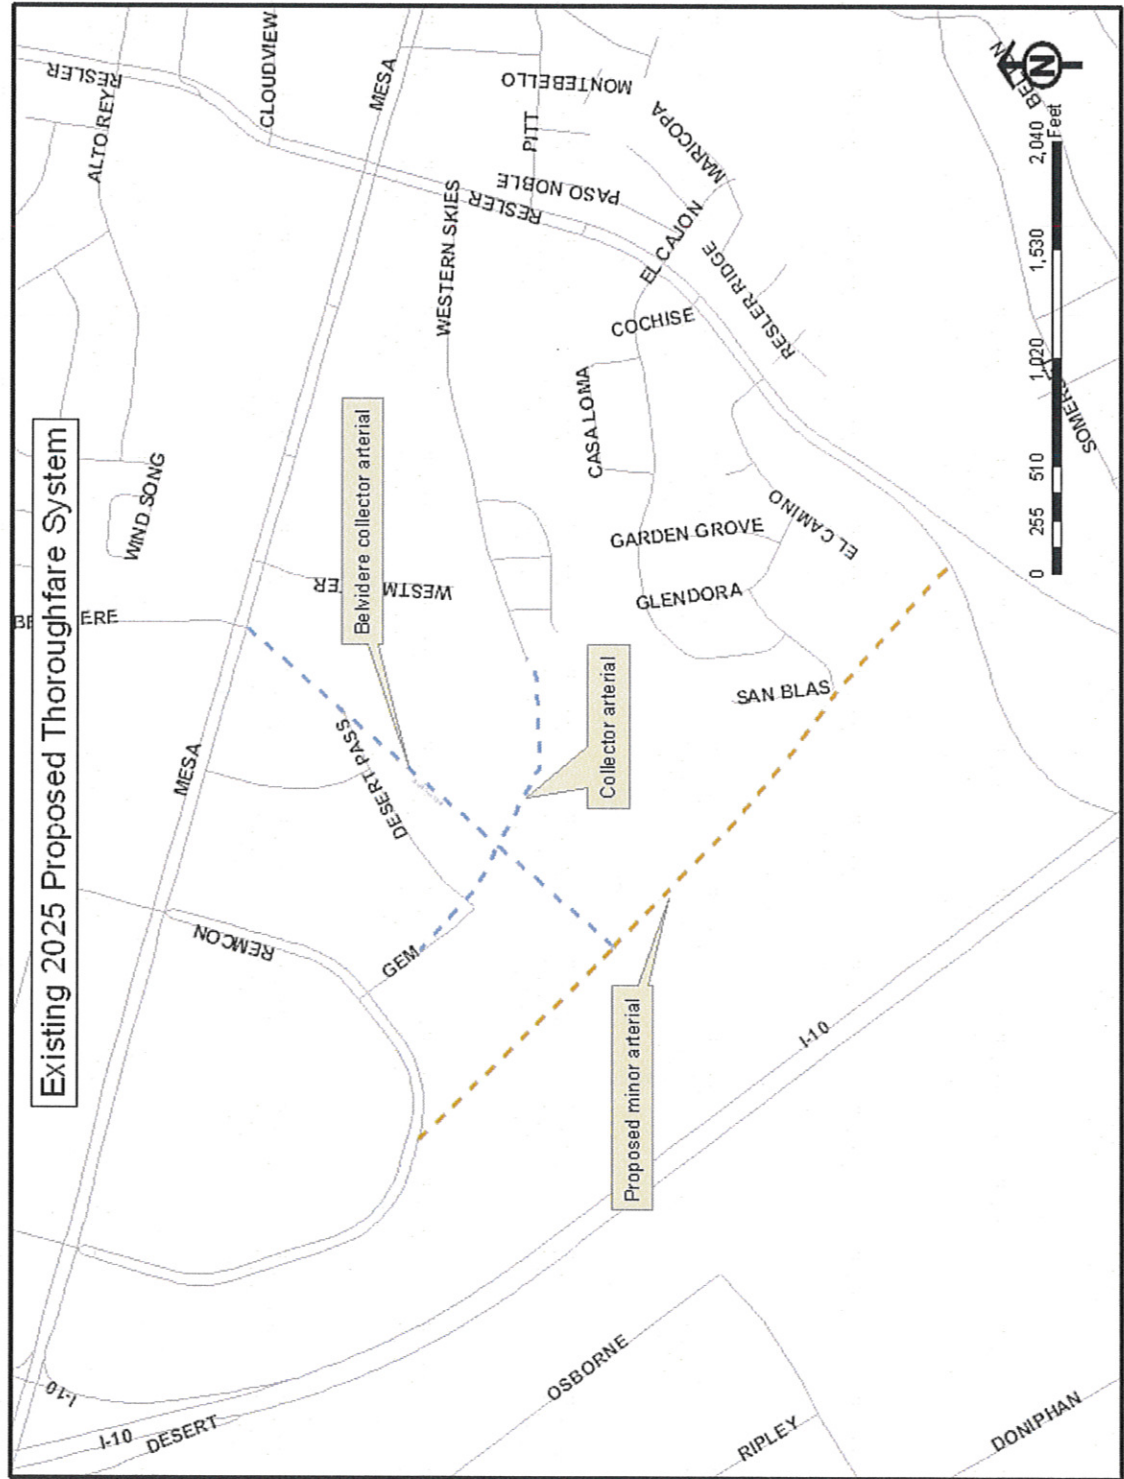 Existing 2025 Proposed Thoroughfare System
RESLER
ALTO REY
CLOUDVIEW
MESA
MONTEBELLO
PITT
MARICOPA
PASO NOBLE
RESLER
WESTERN SKIES
EL CAJON
RESLER RIDGE
COCHISE
CASA LOMA
WIND SONG
Belvidere collector arterial
GARDEN GROVE
EL CAMINO
GLENDORA
SAN BLAS
Collector arterial
MESA
DESERT PASS
REMCON
GEM
Proposed minor arterial
I-10
I-10
I-10
DESERT
OSBORNE
RIPLEY
DONIPHAN
N
0 255 510 1,020 1,530 2,040
Feet